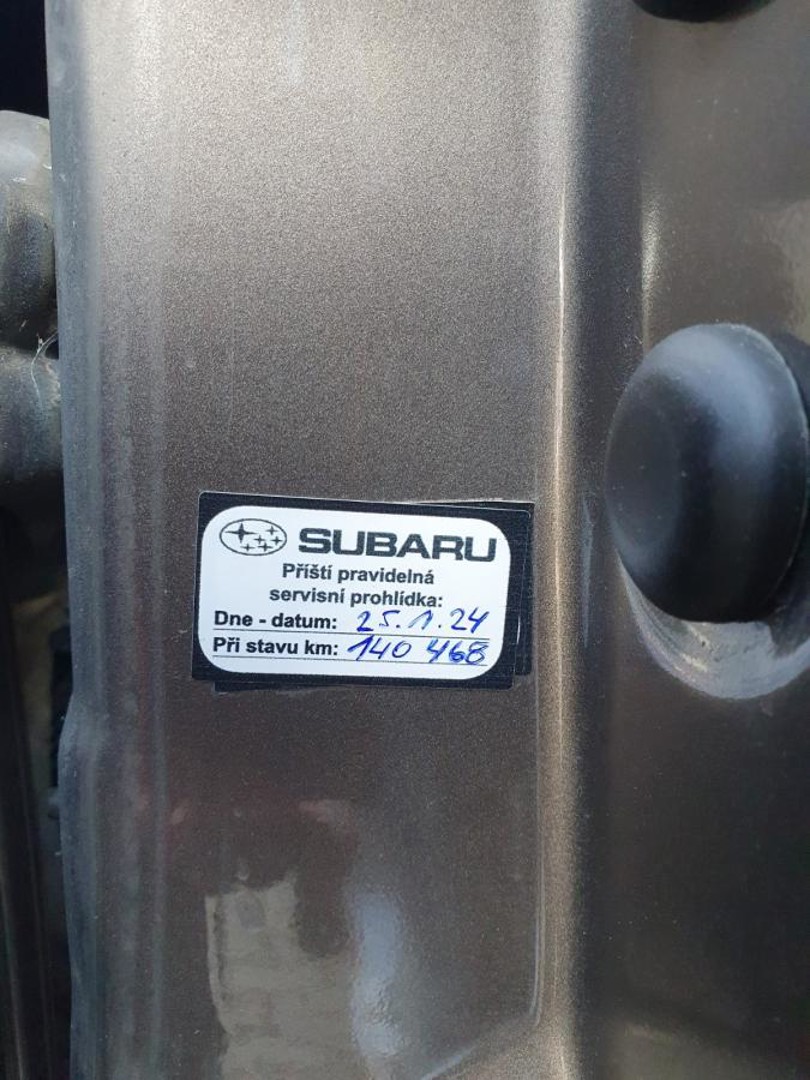 SUBARU
Příští pravidelná
servisní prohlídka:
Dne - datum: 25.1.24
Při stavu km: 140 468